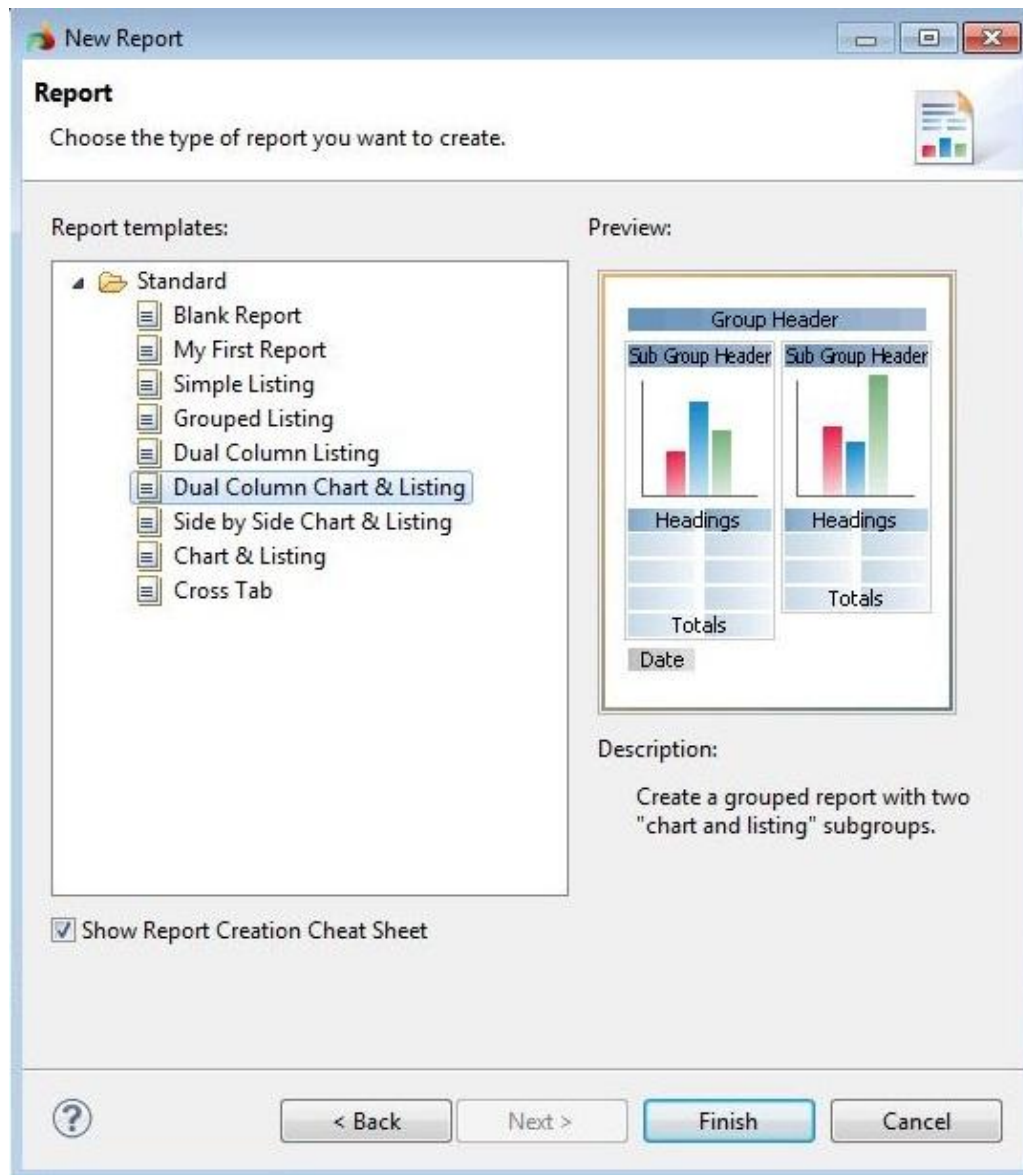 New Report
Report
Choose the type of report you want to create.
Report templates:
Standard
Blank Report
My First Report
Simple Listing
Grouped Listing
Dual Column Listing
Dual Column Chart & Listing
Side by Side Chart & Listing
Chart & Listing
Cross Tab
Show Report Creation Cheat Sheet
Preview:
Group Header
Sub Group Header Sub Group Header
Headings Headings
Totals
Totals
Date
Description:
Create a grouped report with two
"chart and listing" subgroups.
?
< Back Next > Finish Cancel